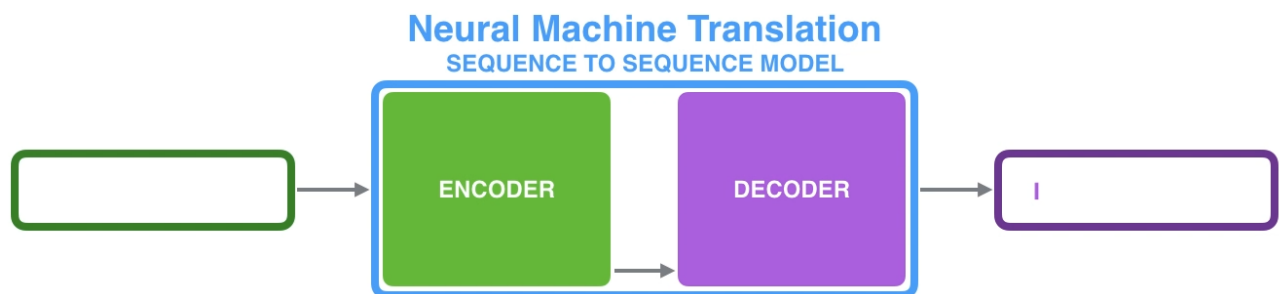 Neural Machine Translation
SEQUENCE TO SEQUENCE MODEL
ENCODER
DECODER
I